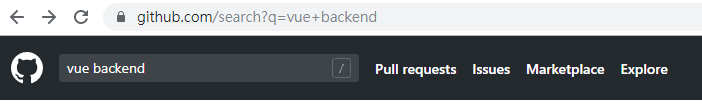 github.com/search?q=vue+backend
vue backend / Pull requests Issues Marketplace Explore